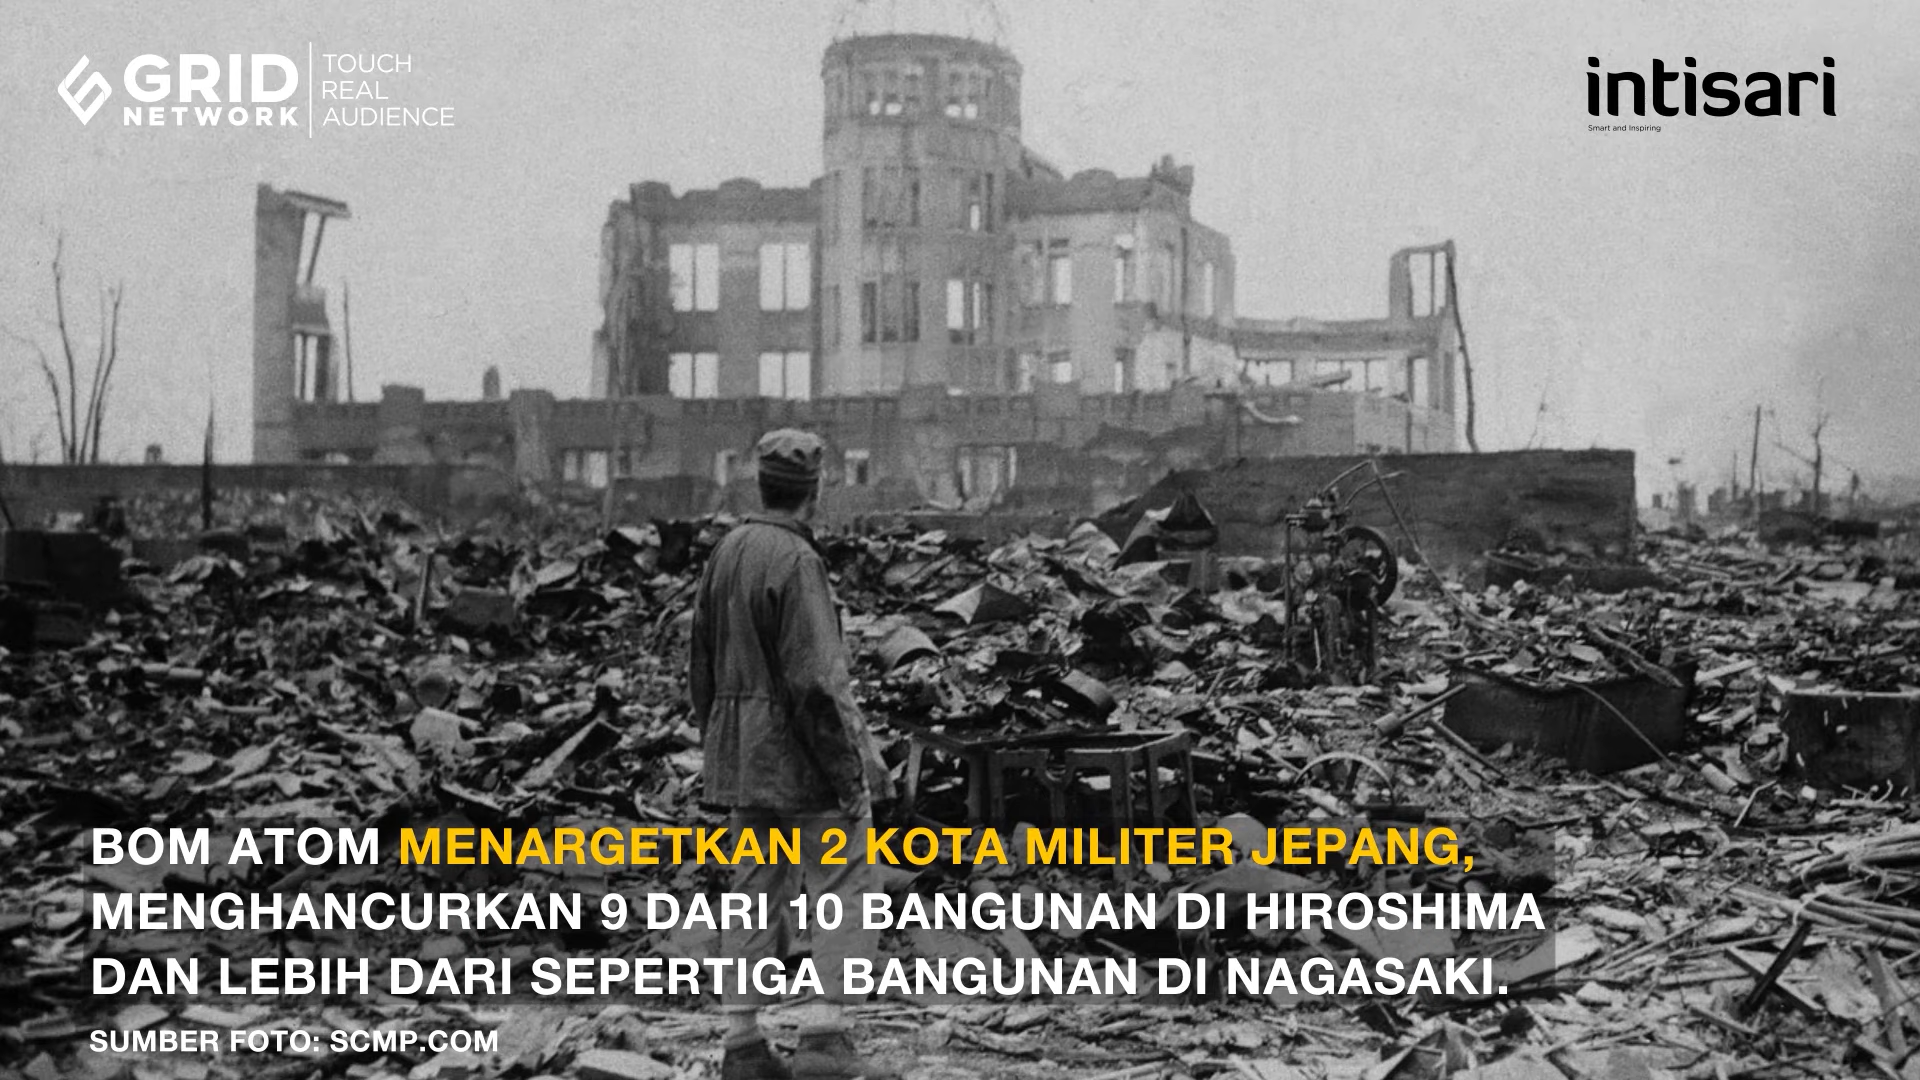 GRID
NETWORK
TOUCH
REAL
AUDIENCE
intisari
Smart and Inspiring
BOM ATOM MENARGETKAN 2 KOTA MILITER JEPANG,
MENGHANCURKAN 9 DARI 10 BANGUNAN DI HIROSHIMA
DAN LEBIH DARI SEPERTIGA BANGUNAN DI NAGASAKI.
SUMBER FOTO: SCMP.COM